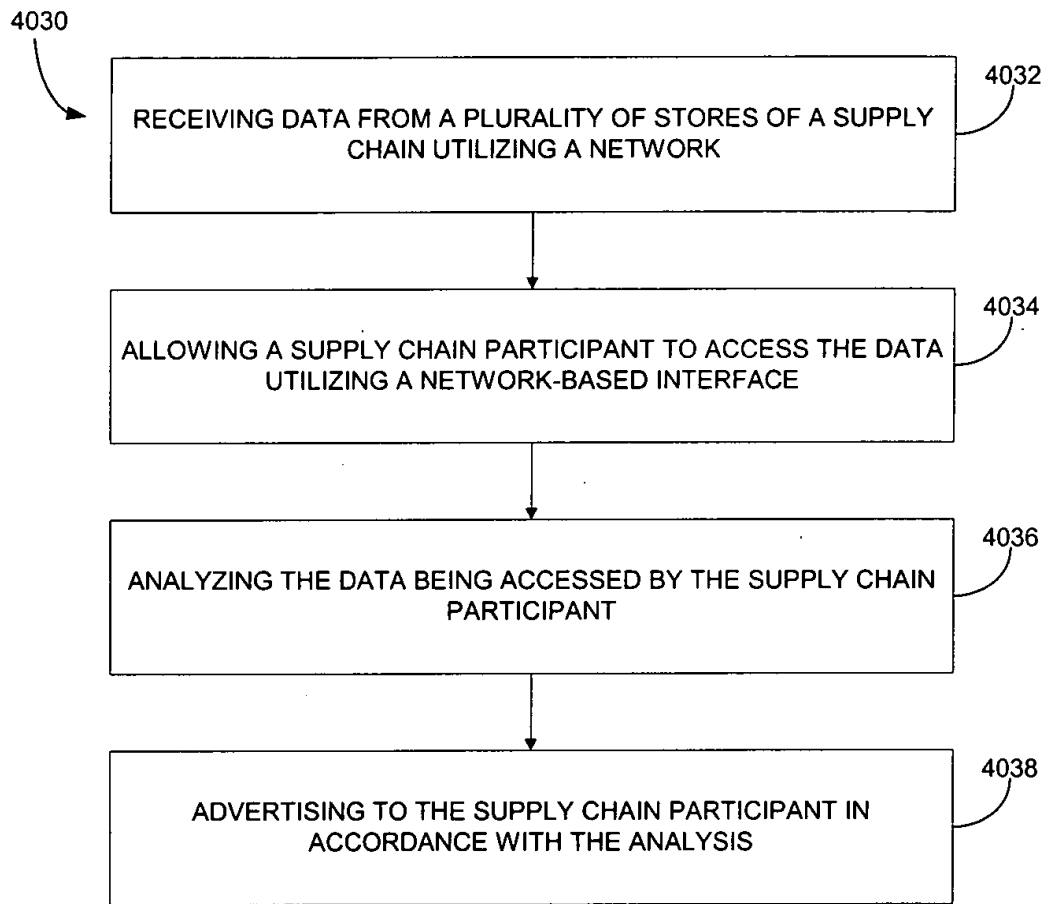 4030
4032
RECEIVING DATA FROM A PLURALITY OF STORES OF A SUPPLY
CHAIN UTILIZING A NETWORK
4034
ALLOWING A SUPPLY CHAIN PARTICIPANT TO ACCESS THE DATA
UTILIZING A NETWORK-BASED INTERFACE
4036
ANALYZING THE DATA BEING ACCESSED BY THE SUPPLY CHAIN
PARTICIPANT
4038
ADVERTISING TO THE SUPPLY CHAIN PARTICIPANT IN
ACCORDANCE WITH THE ANALYSIS